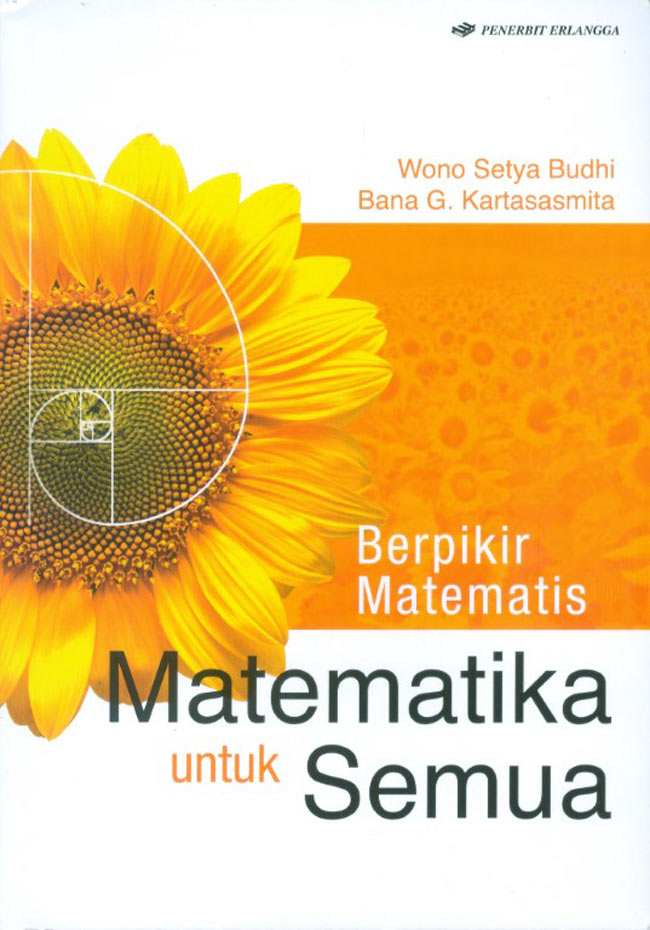 PENERBIT ERLANGGA
Wono Setya Budhi
Bana G. Kartasasmita
Berpikir
Matematis
Matematika
untuk Semua